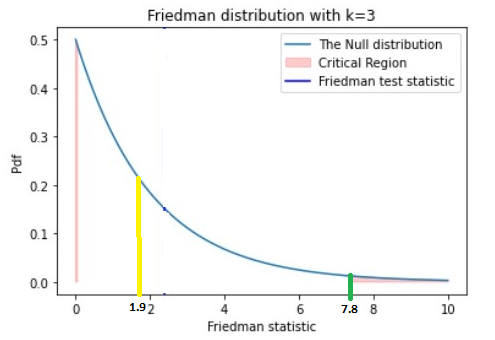 Friedman distribution with k=3
The Null distribution
Critical Region
Friedman test statistic
Pdf
0.5
0.4
0.3
0.2
0.1
0.0
0 1.9 2 4 6 7.8 8 10
Friedman statistic